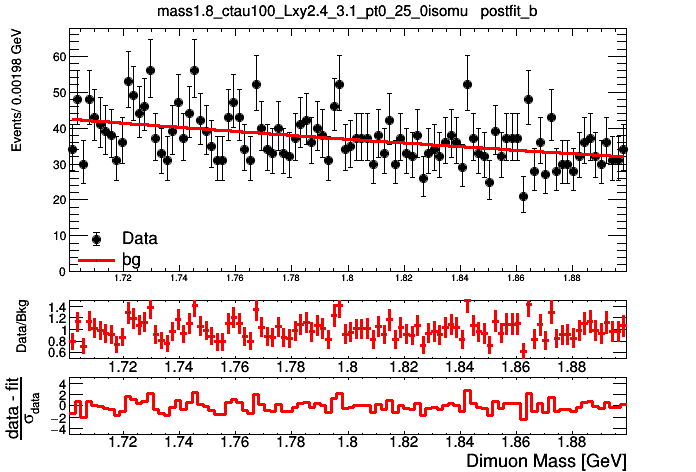 mass1.8_ctau100_Lxy2.4_3.1_pt0_25_0isomu postfit_b
Events/ 0.00198 GeV
60
50
40
30
20
10
0
Data
bg
1.72 1.74 1.76 1.78 1.8 1.82 1.84 1.86 1.88
Data/Bkg
1.4
1.2
1
0.8
0.6
1.72 1.74 1.76 1.78 1.8 1.82 1.84 1.86 1.88
data - fit
σdata
4
2
0
−2
−4
1.72 1.74 1.76 1.78 1.8 1.82 1.84 1.86 1.88
Dimuon Mass [GeV]